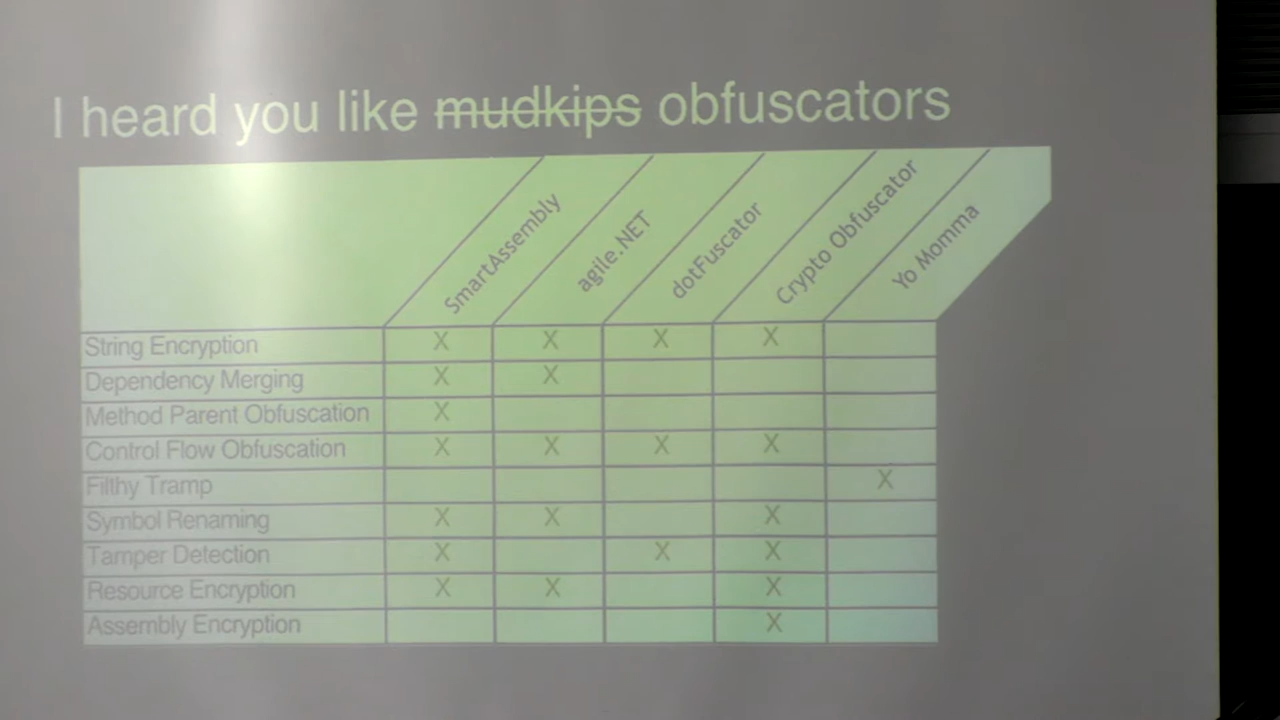 I heard you like mudkips obfuscators
SmartAssembly
agile.NET
dotFuscator
Crypto Obfuscator
Yo Momma
String Encryption X X X X
Dependency Merging X X
Method Parent Obfuscation X
Control Flow Obfuscation X X X X
Filthy Tramp X
Symbol Renaming X X X
Tamper Detection X X X
Resource Encryption X X X
Assembly Encryption X